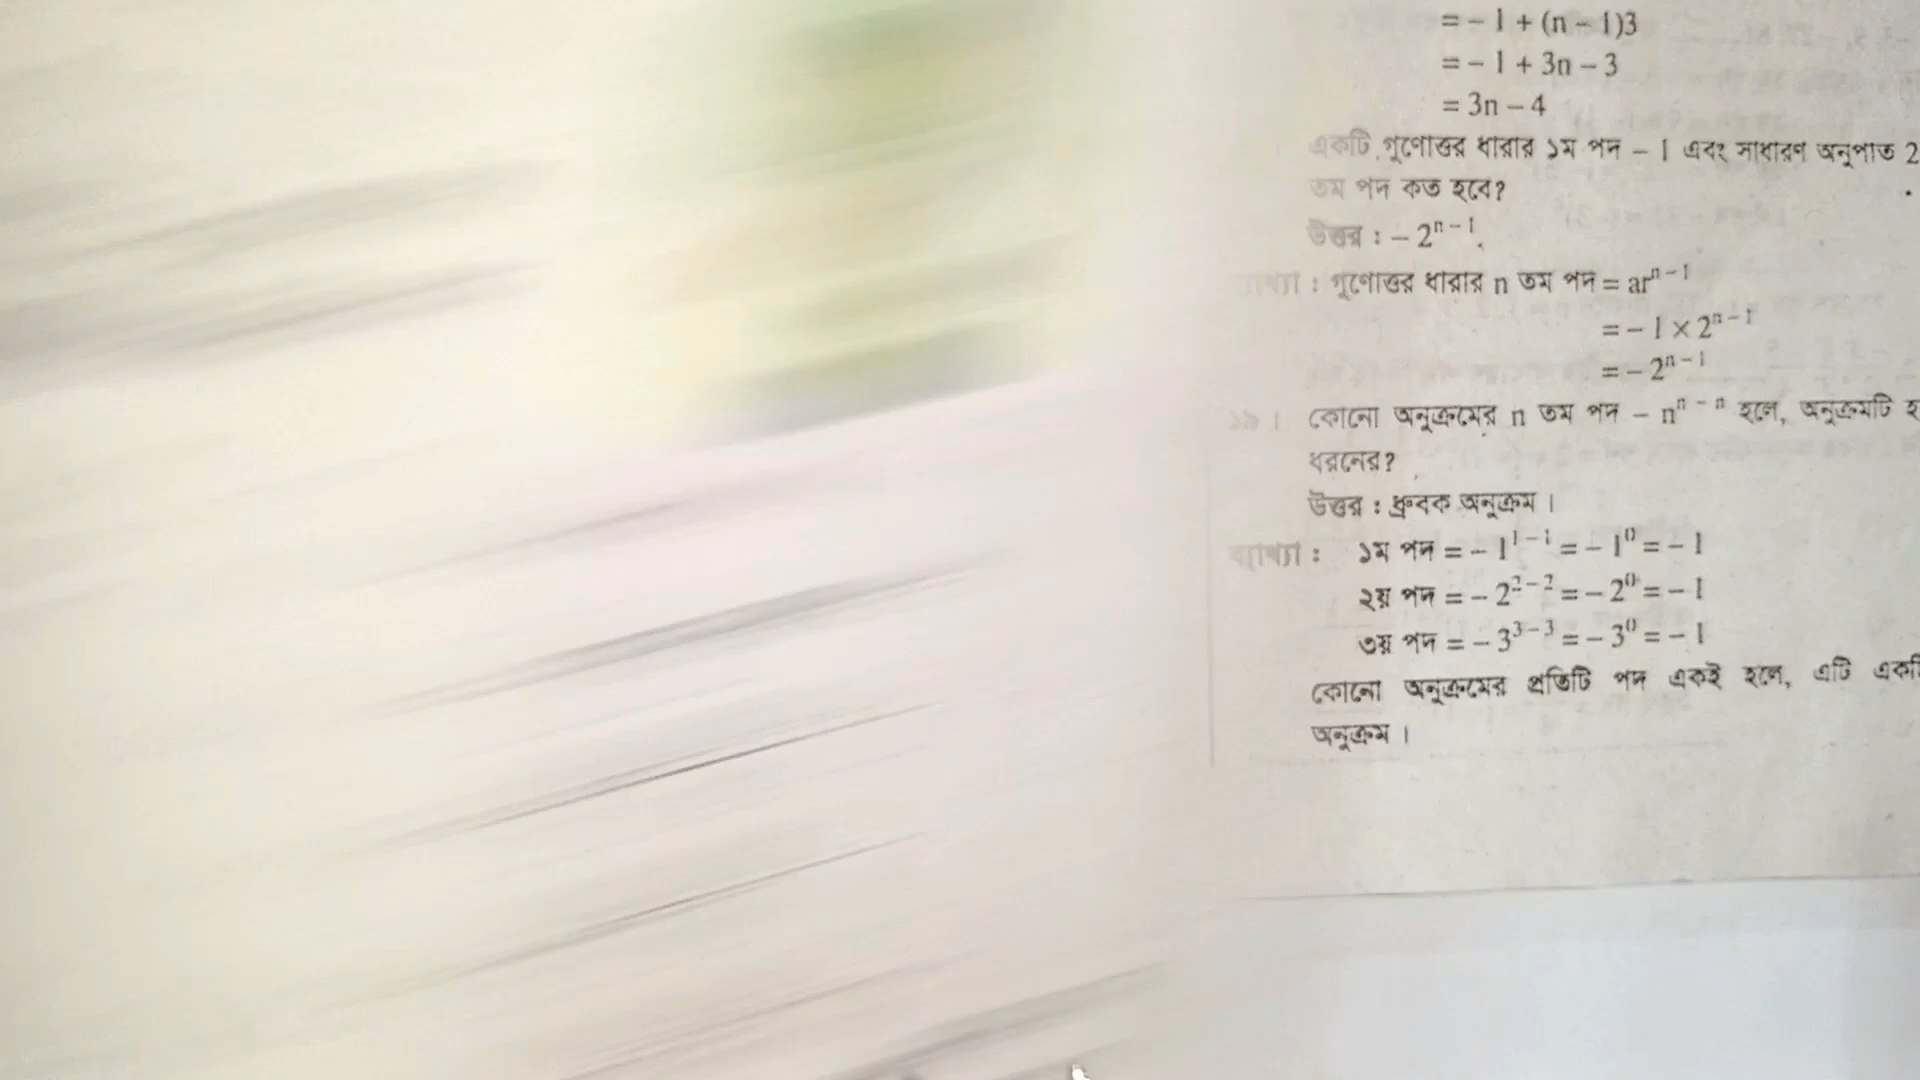 = – 1 + (n – 1)3
= – 1 + 3n – 3
= 3n – 4
একটি গুণোত্তর ধারার ১ম পদ – 1 এবং সাধারণ অনুপাত 2
তম পদ কত হবে?
উত্তর : – 2ⁿ⁻¹.
ব্যাখ্যা : গুণোত্তর ধারার n তম পদ = arⁿ⁻¹
= – 1 × 2ⁿ⁻¹
= – 2ⁿ⁻¹
১৯। কোনো অনুক্রমের n তম পদ – nⁿ⁻ⁿ হলে, অনুক্রমটি
ধরনের?
উত্তর : ধ্রুবক অনুক্রম।
ব্যাখ্যা : ১ম পদ = – 1¹⁻¹ = – 1⁰ = – 1
২য় পদ = – 2²⁻² = – 2⁰ = – 1
৩য় পদ = – 3³⁻³ = – 3⁰ = – 1
কোনো অনুক্রমের প্রতিটি পদ একই হলে, এটি
অনুক্রম।